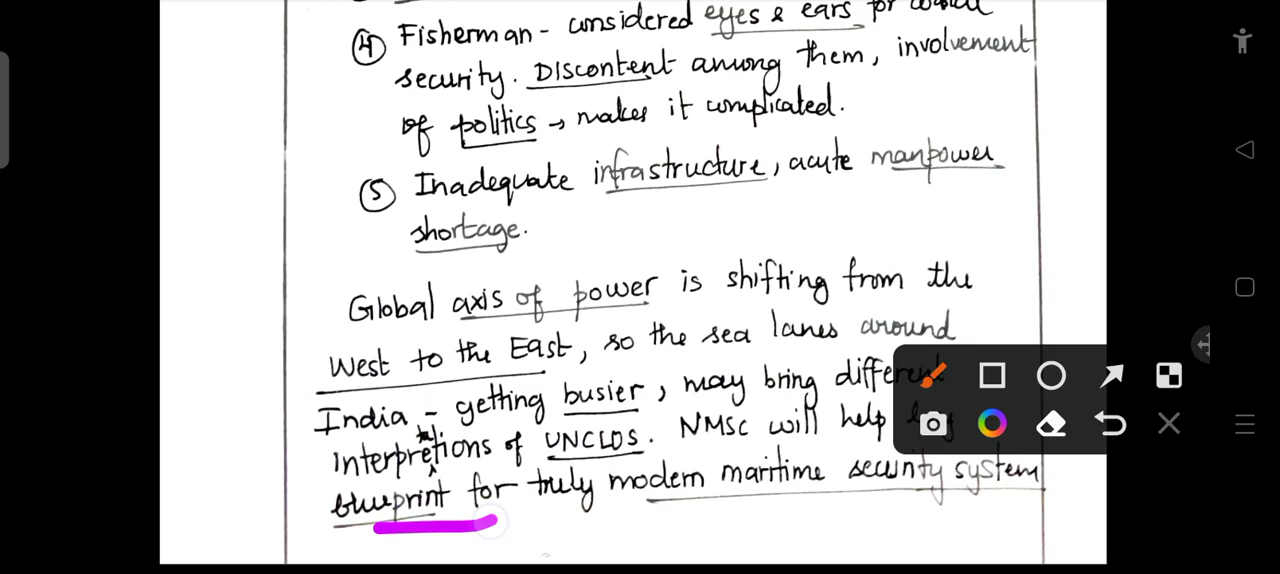 ④ Fisherman - considered eyes & ears for
security. Discontent among them, involvement
of politics → makes it complicated.
⑤ Inadequate infrastructure, acute manpower
shortage.
Global axis of power is shifting from the
West to the East, so the sea lanes around
India - getting busier, may bring different
interpretations of UNCLOS. NMSC will help
blueprint for truly modern maritime security system